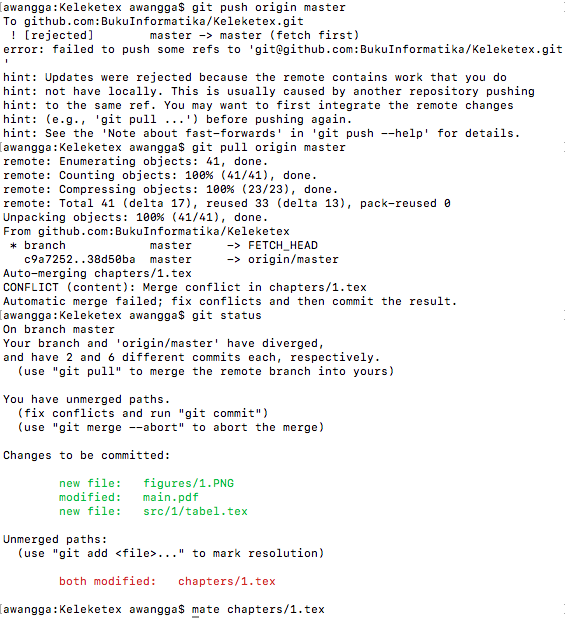 [awangga:Keleketex awangga$ git push origin master
To github.com:BukuInformatika/Keleketex.git
 ! [rejected]        master -> master (fetch first)
error: failed to push some refs to 'git@github.com:BukuInformatika/Keleketex.git
'
hint: Updates were rejected because the remote contains work that you do
hint: not have locally. This is usually caused by another repository pushing
hint: to the same ref. You may want to first integrate the remote changes
hint: (e.g., 'git pull ...') before pushing again.
hint: See the 'Note about fast-forwards' in 'git push --help' for details.
[awangga:Keleketex awangga$ git pull origin master
remote: Enumerating objects: 41, done.
remote: Counting objects: 100% (41/41), done.
remote: Compressing objects: 100% (23/23), done.
remote: Total 41 (delta 17), reused 33 (delta 13), pack-reused 0
Unpacking objects: 100% (41/41), done.
From github.com:BukuInformatika/Keleketex
 * branch            master     -> FETCH_HEAD
   c9a7252..38d50ba  master     -> origin/master
Auto-merging chapters/1.tex
CONFLICT (content): Merge conflict in chapters/1.tex
Automatic merge failed; fix conflicts and then commit the result.
[awangga:Keleketex awangga$ git status
On branch master
Your branch and 'origin/master' have diverged,
and have 2 and 6 different commits each, respectively.
  (use "git pull" to merge the remote branch into yours)

You have unmerged paths.
  (fix conflicts and run "git commit")
  (use "git merge --abort" to abort the merge)

Changes to be committed:

        new file:   figures/1.PNG
        modified:   main.pdf
        new file:   src/1/tabel.tex

Unmerged paths:
  (use "git add <file>..." to mark resolution)

        both modified:   chapters/1.tex

[awangga:Keleketex awangga$ mate chapters/1.tex